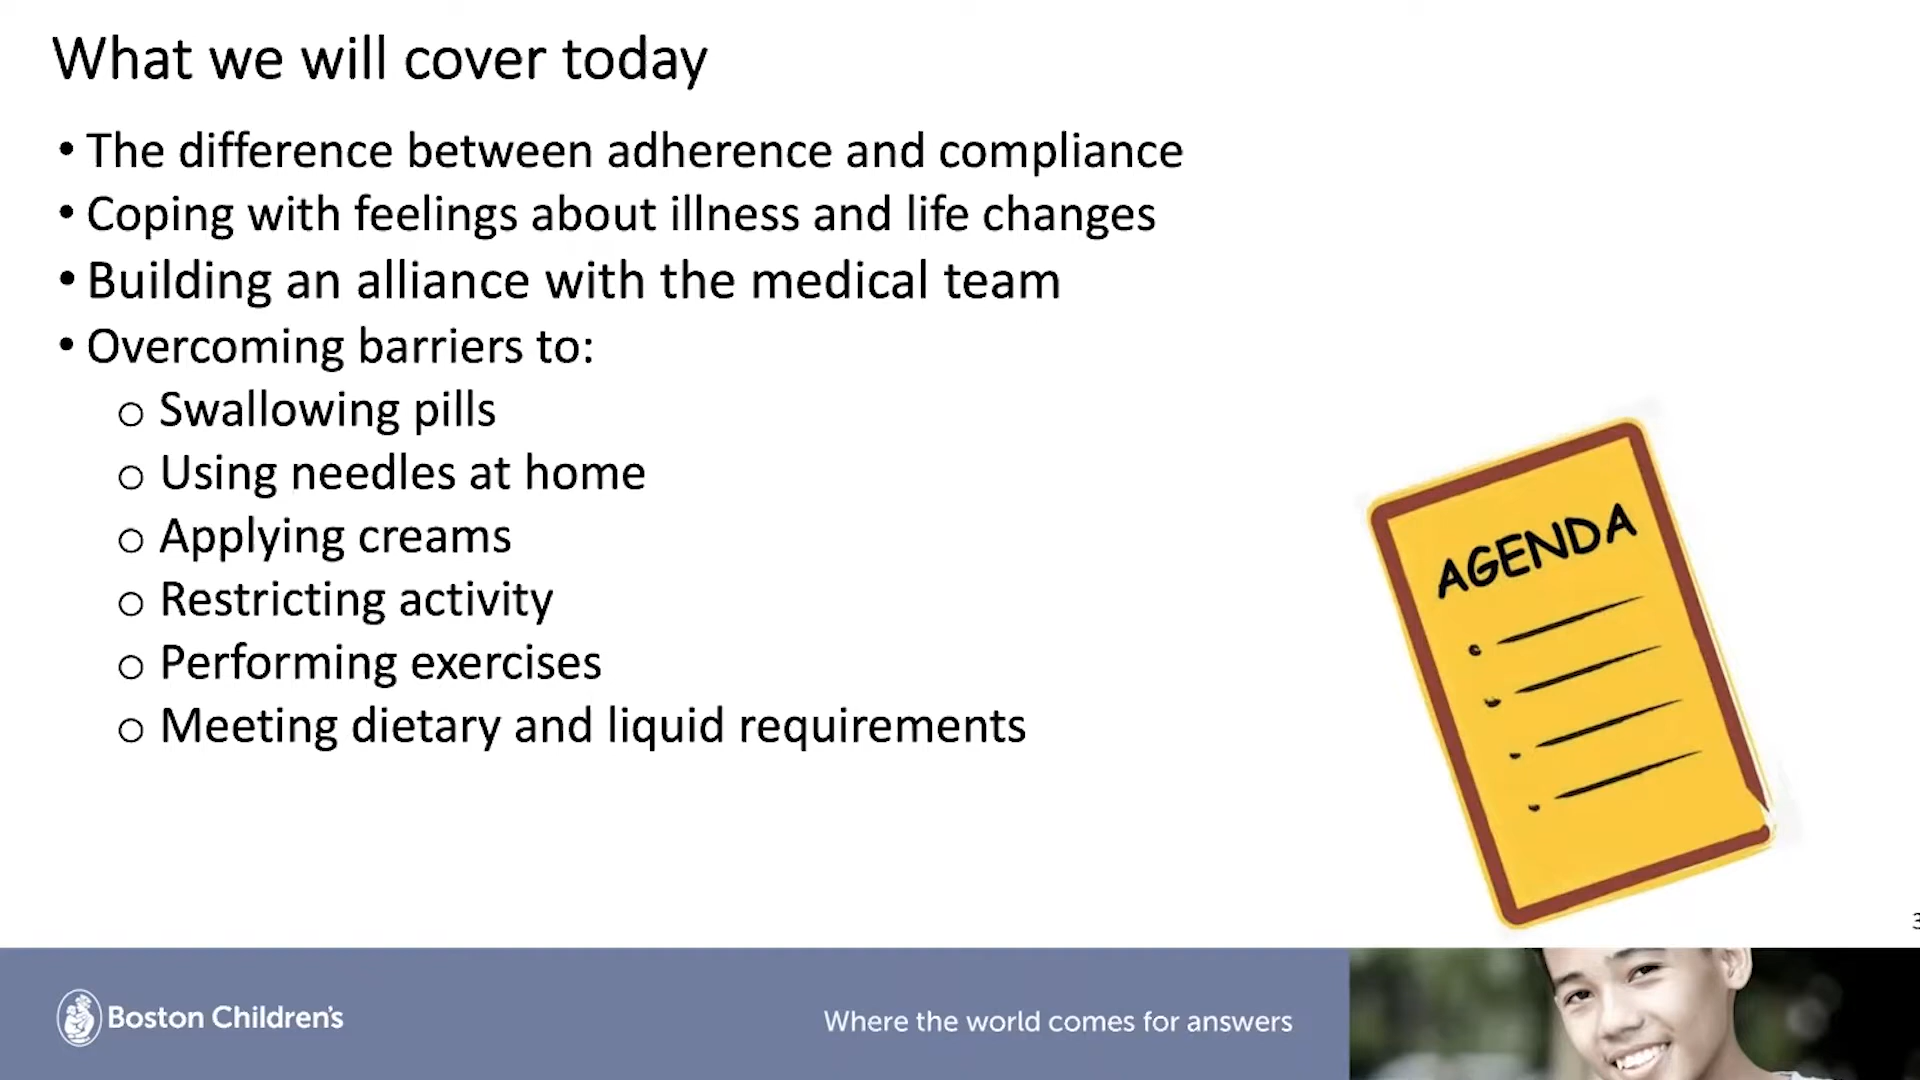 What we will cover today
• The difference between adherence and compliance
• Coping with feelings about illness and life changes
• Building an alliance with the medical team
• Overcoming barriers to:
o Swallowing pills
o Using needles at home
o Applying creams
o Restricting activity
o Performing exercises
o Meeting dietary and liquid requirements
AGENDA
3
Boston Children's
Where the world comes for answers